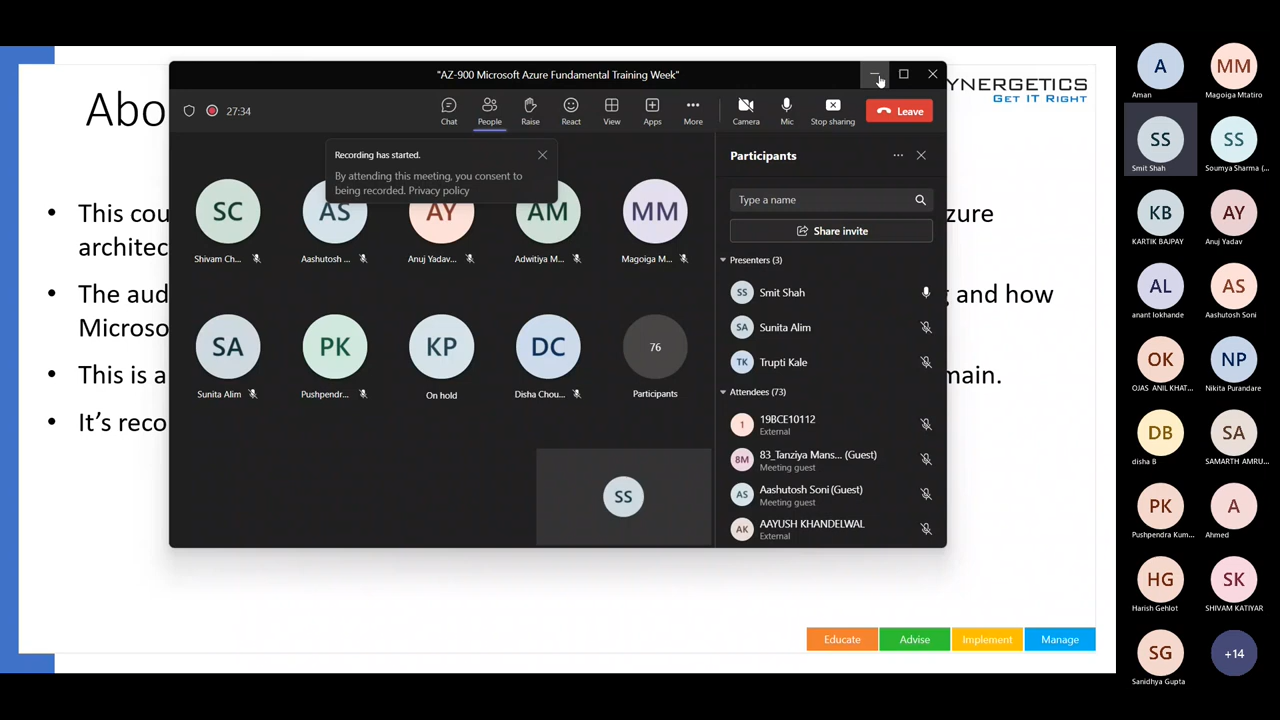 Abo
YNERGETICS
GET IT RIGHT
• This cou
zure
architec
• The aud
g and how
Microso
• This is a
main.
• It’s reco
Educate
Advise
Implement
Manage
"AZ-900 Microsoft Azure Fundamental Training Week"
27:34
Chat
People
Raise
React
View
Apps
More
Camera
Mic
Stop sharing
Leave
Recording has started.
By attending this meeting, you consent to
being recorded. Privacy policy
SC
AS
AY
AM
MM
Shivam Ch...
Aashutosh ...
Anuj Yadav...
Adwitiya M...
Magoiga M...
SA
PK
KP
DC
76
Sunita Alim
Pushpendr...
On hold
Disha Chou...
Participants
SS
Participants
Type a name
Share invite
Presenters (3)
SS
Smit Shah
SA
Sunita Alim
TK
Trupti Kale
Attendees (73)
1
19BCE10112
External
BM
83_Tanziya Mans... (Guest)
Meeting guest
AS
Aashutosh Soni (Guest)
Meeting guest
AK
AAYUSH KHANDELWAL
External
A
MM
Aman
Magoiga Mtatiro
SS
SS
Smit Shah
Soumya Sharma (...
KB
AY
KARTIK BAJPAY
Anuj Yadav
AL
AS
anant lokhande
Aashutosh Soni
OK
NP
OJAS ANIL KHAT...
Nikita Purandare
DB
SA
disha B
SAMARTH AMRU...
PK
A
Pushpendra Kum...
Ahmed
HG
SK
Harish Gehlot
SHIVAM KATIYAR
SG
+14
Sanidhya Gupta